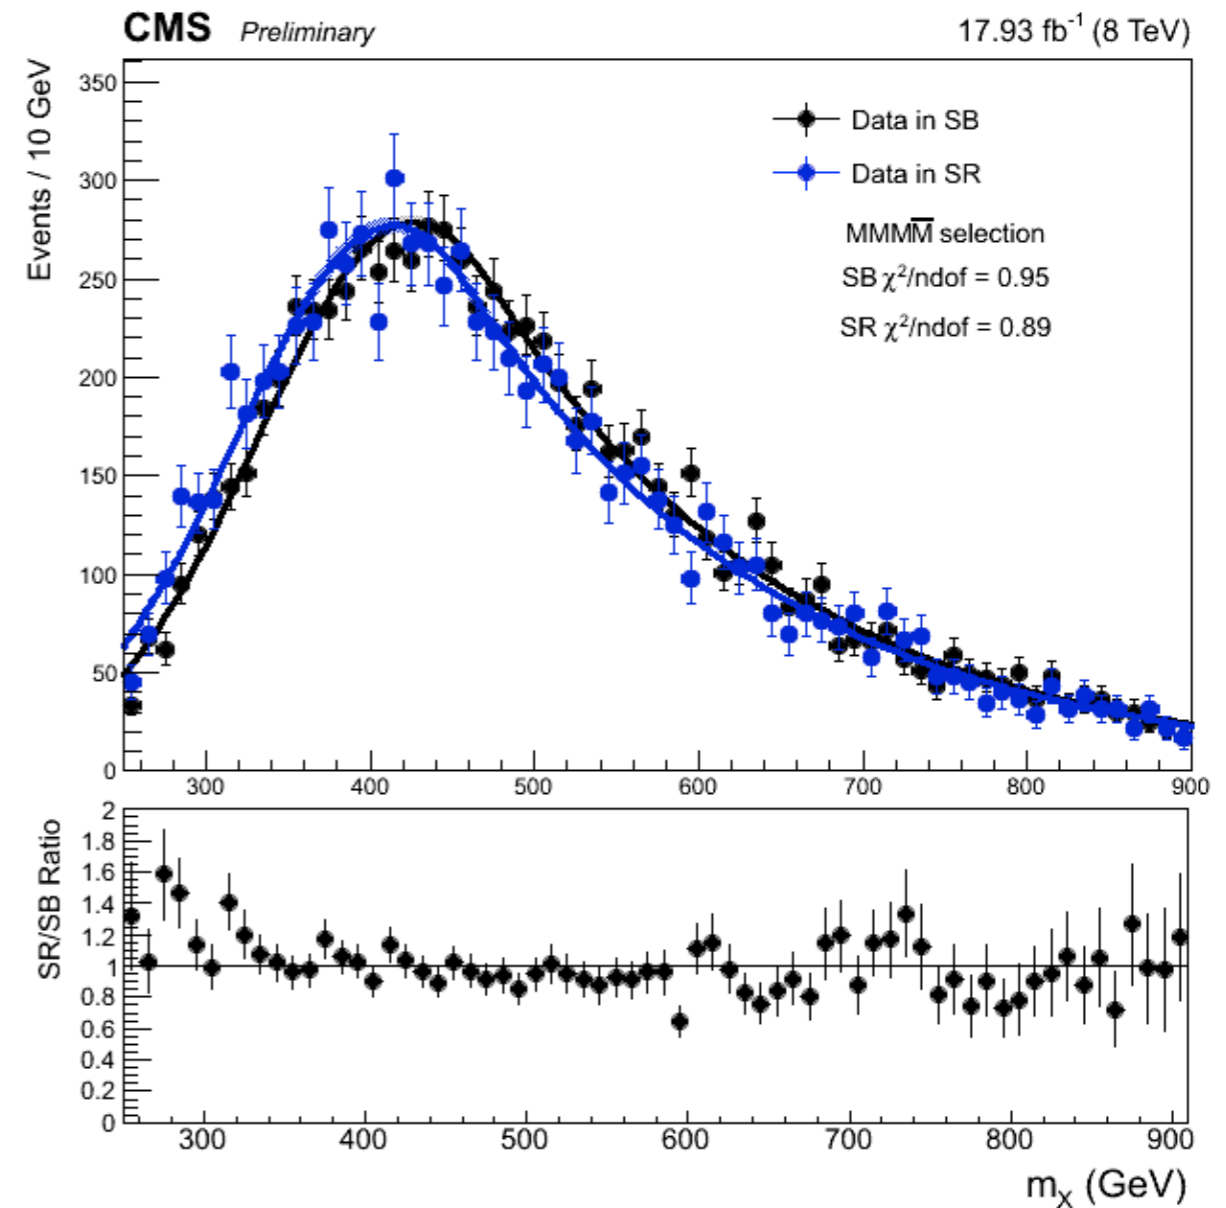 CMS Preliminary 17.93 fb⁻¹ (8 TeV)
Events / 10 GeV
350
300
250
200
150
100
50
0
Data in SB
Data in SR
MMMM̅ selection
SB χ²/ndof = 0.95
SR χ²/ndof = 0.89
300 400 500 600 700 800 900
SR/SB Ratio
2
1.8
1.6
1.4
1.2
1
0.8
0.6
0.4
0.2
0
300 400 500 600 700 800 900
m_X (GeV)